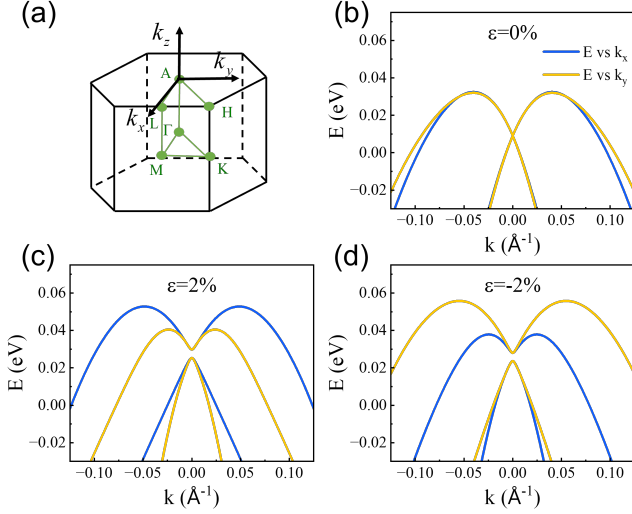 (a)
k_z
A
k_y
k_x
L
Γ
H
M
K
(b)
ε=0%
E vs k_x
E vs k_y
E (eV)
0.06
0.04
0.02
0.00
−0.02
−0.10 −0.05 0.00 0.05 0.10
k (Å⁻¹)
(c)
ε=2%
E (eV)
0.06
0.04
0.02
0.00
−0.02
−0.10 −0.05 0.00 0.05 0.10
k (Å⁻¹)
(d)
ε=-2%
E (eV)
0.06
0.04
0.02
0.00
−0.02
−0.10 −0.05 0.00 0.05 0.10
k (Å⁻¹)